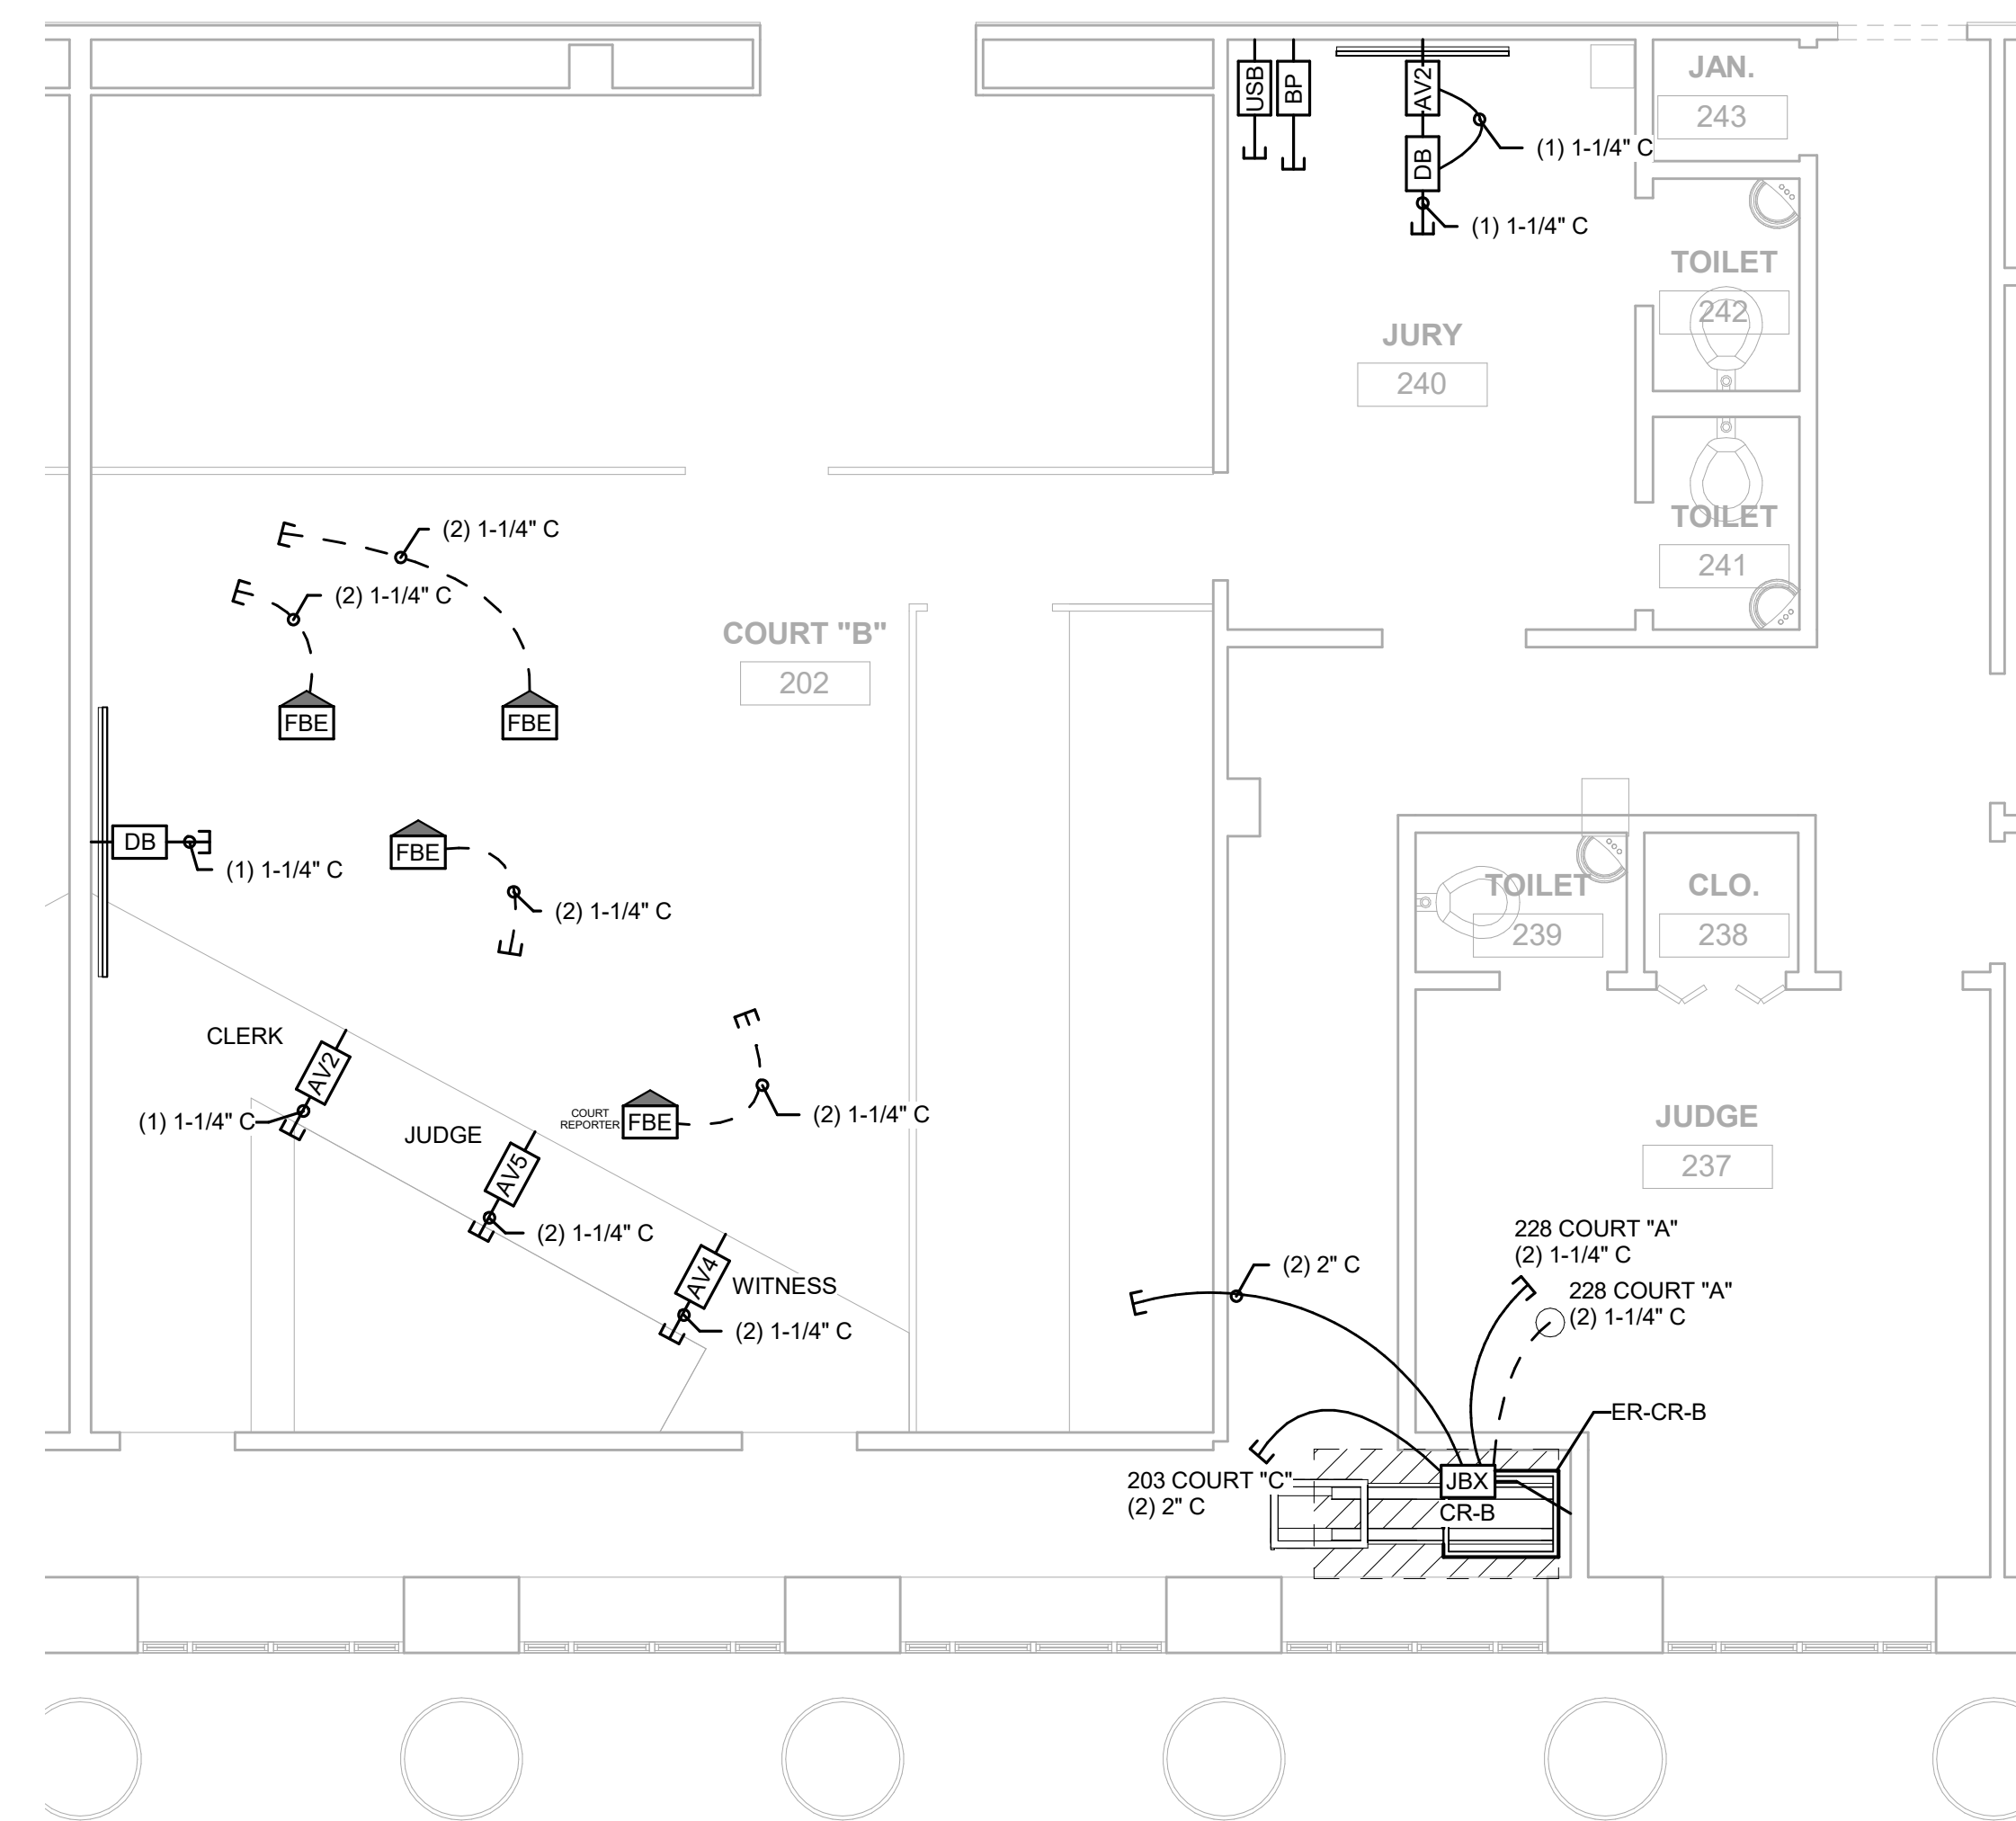 USB
BP
AV2
JAN.
243
(1) 1-1/4" C
DB
(1) 1-1/4" C
TOILET
242
JURY
240
TOILET
241
(2) 1-1/4" C
(2) 1-1/4" C
COURT "B"
202
FBE
FBE
DB
(1) 1-1/4" C
FBE
(2) 1-1/4" C
TOILET
239
CLO.
238
CLERK
AV2
(1) 1-1/4" C
JUDGE
AV5
(2) 1-1/4" C
COURT
REPORTER
FBE
(2) 1-1/4" C
AV4
WITNESS
(2) 1-1/4" C
JUDGE
237
228 COURT "A"
(2) 1-1/4" C
228 COURT "A"
(2) 1-1/4" C
(2) 2" C
ER-CR-B
203 COURT "C"
(2) 2" C
JBX
CR-B